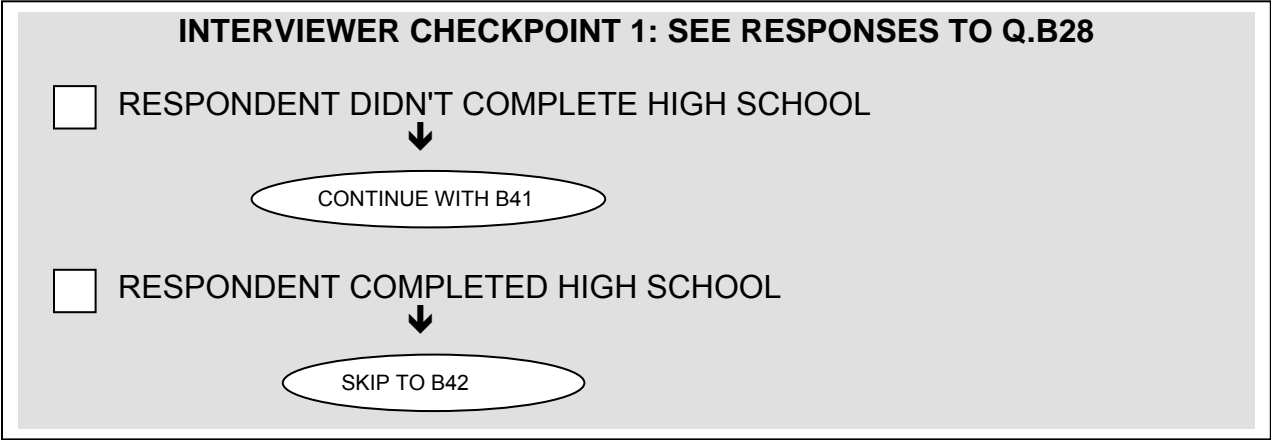 INTERVIEWER CHECKPOINT 1: SEE RESPONSES TO Q.B28
RESPONDENT DIDN'T COMPLETE HIGH SCHOOL
CONTINUE WITH B41
RESPONDENT COMPLETED HIGH SCHOOL
SKIP TO B42